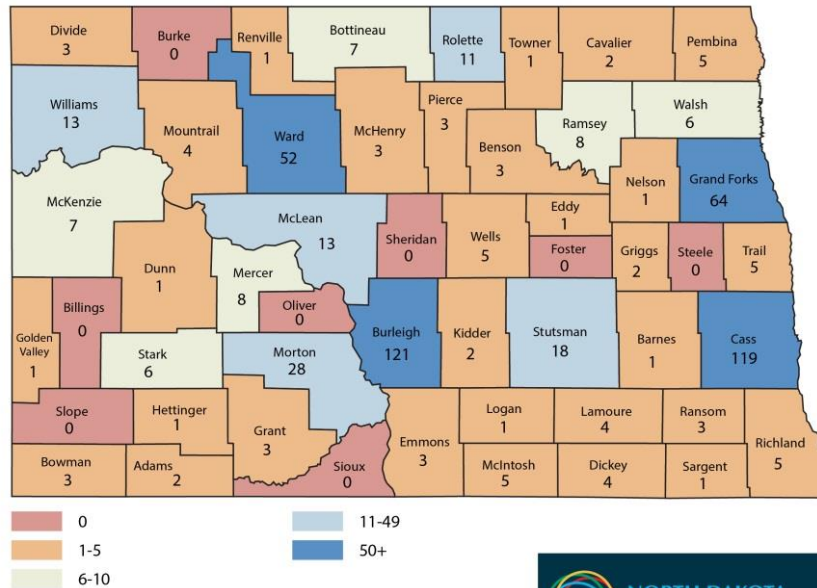 Divide
3
Burke
0
Renville
1
Bottineau
7
Rolette
11
Towner
1
Cavalier
2
Pembina
5
Williams
13
Mountrail
4
Ward
52
McHenry
3
Pierce
3
Benson
3
Ramsey
8
Walsh
6
McKenzie
7
Dunn
1
McLean
13
Mercer
8
Oliver
0
Sheridan
0
Wells
5
Eddy
1
Foster
0
Nelson
1
Grand Forks
64
Griggs
2
Steele
0
Trail
5
Golden
Valley
1
Billings
0
Stark
6
Morton
28
Burleigh
121
Kidder
2
Stutsman
18
Barnes
1
Cass
119
Slope
0
Hettinger
1
Grant
3
Bowman
3
Adams
2
Sioux
0
Emmons
3
Logan
1
Lamoure
4
Ransom
3
Richland
5
McIntosh
5
Dickey
4
Sargent
1
0
1-5
6-10
11-49
50+
NORTH DAKOTA